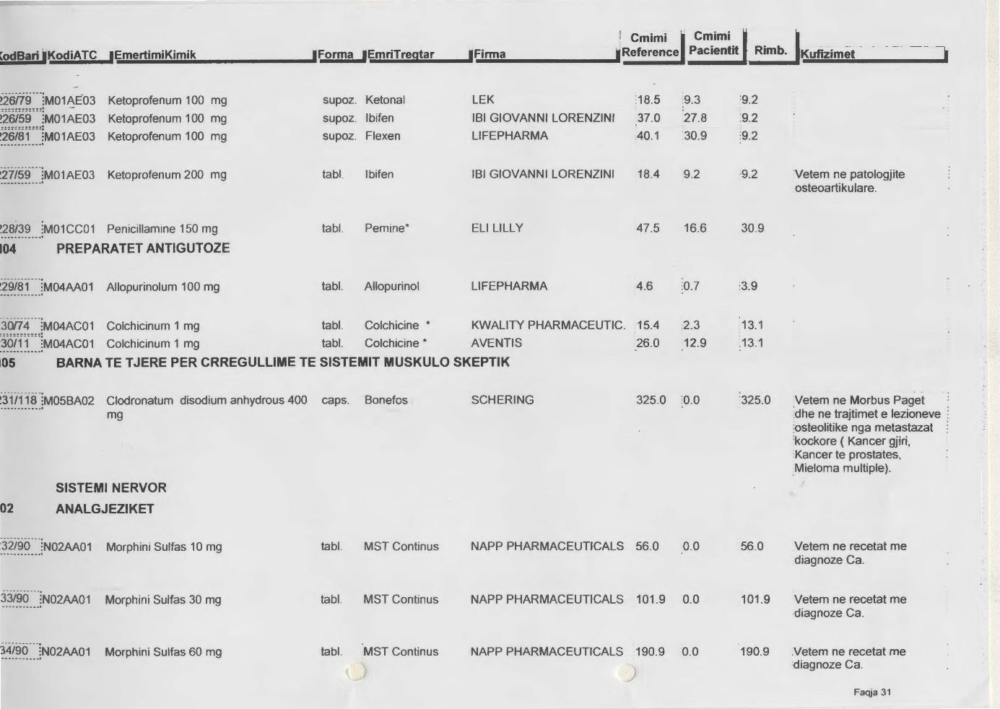 KodBari KodiATC EmertimiKimik Forma EmriTregtar Firma Cmimi Reference Cmimi Pacientit Rimb. Kufizimet
226/79 M01AE03 Ketoprofenum 100 mg supoz. Ketonal LEK 18.5 9.3 9.2
226/59 M01AE03 Ketoprofenum 100 mg supoz. Ibifen IBI GIOVANNI LORENZINI 37.0 27.8 9.2
226/81 M01AE03 Ketoprofenum 100 mg supoz. Flexen LIFEPHARMA 40.1 30.9 9.2
227/59 M01AE03 Ketoprofenum 200 mg tabl. Ibifen IBI GIOVANNI LORENZINI 18.4 9.2 9.2 Vetem ne patologjite
osteoartikulare.
228/39 M01CC01 Penicillamine 150 mg tabl. Pemine* ELI LILLY 47.5 16.6 30.9
M04 PREPARATET ANTIGUTOZE
229/81 M04AA01 Allopurinolum 100 mg tabl. Allopurinol LIFEPHARMA 4.6 0.7 3.9
230/74 M04AC01 Colchicinum 1 mg tabl. Colchicine * KWALITY PHARMACEUTIC. 15.4 2.3 13.1
230/11 M04AC01 Colchicinum 1 mg tabl. Colchicine * AVENTIS 26.0 12.9 13.1
M05 BARNA TE TJERE PER CRREGULLIME TE SISTEMIT MUSKULO SKEPTIK
231/118 M05BA02 Clodronatum disodium anhydrous 400 caps. Bonefos SCHERING 325.0 0.0 325.0 Vetem ne Morbus Paget
mg dhe ne trajtimet e lezioneve
osteolitike nga metastazat
kockore ( Kancer gjiri,
Kancer te prostates,
Mieloma multiple).
SISTEMI NERVOR
02 ANALGJEZIKET
232/90 N02AA01 Morphini Sulfas 10 mg tabl. MST Continus NAPP PHARMACEUTICALS 56.0 0.0 56.0 Vetem ne recetat me
diagnoze Ca.
33/90 N02AA01 Morphini Sulfas 30 mg tabl. MST Continus NAPP PHARMACEUTICALS 101.9 0.0 101.9 Vetem ne recetat me
diagnoze Ca.
34/90 N02AA01 Morphini Sulfas 60 mg tabl. MST Continus NAPP PHARMACEUTICALS 190.9 0.0 190.9 Vetem ne recetat me
diagnoze Ca.
Faqja 31